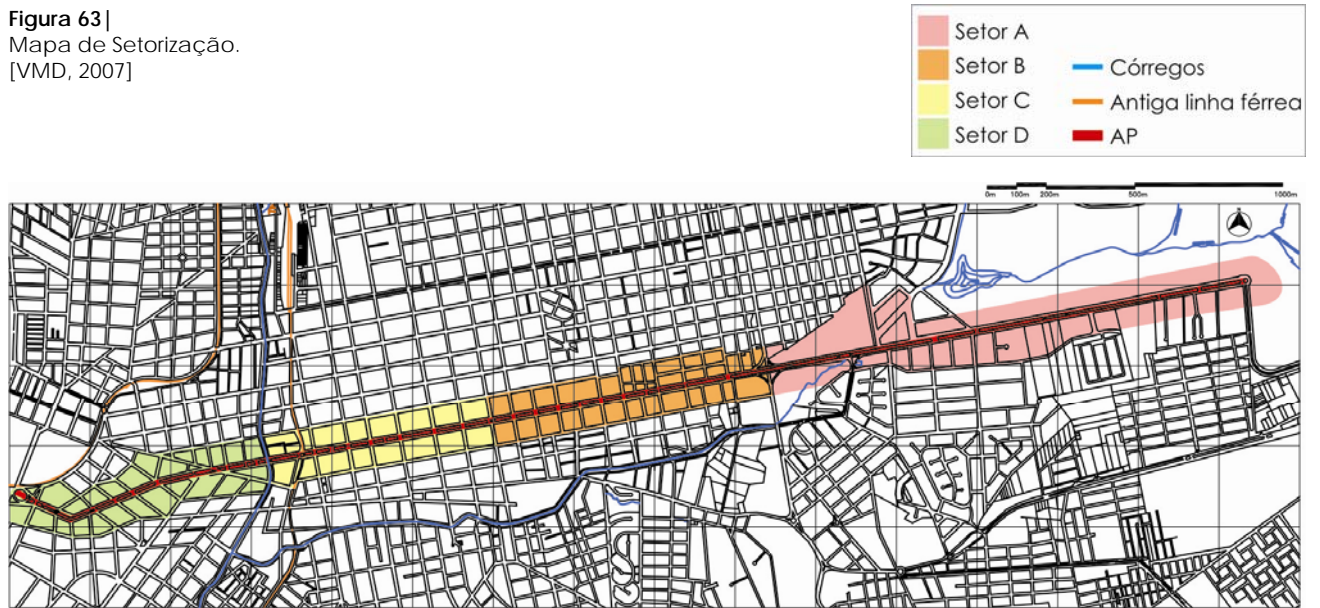 Figura 63|
Mapa de Setorização.
[VMD, 2007]
Setor A
Setor B
Setor C
Setor D
Córregos
Antiga linha férrea
AP
0m 100m 200m 500m 1000m